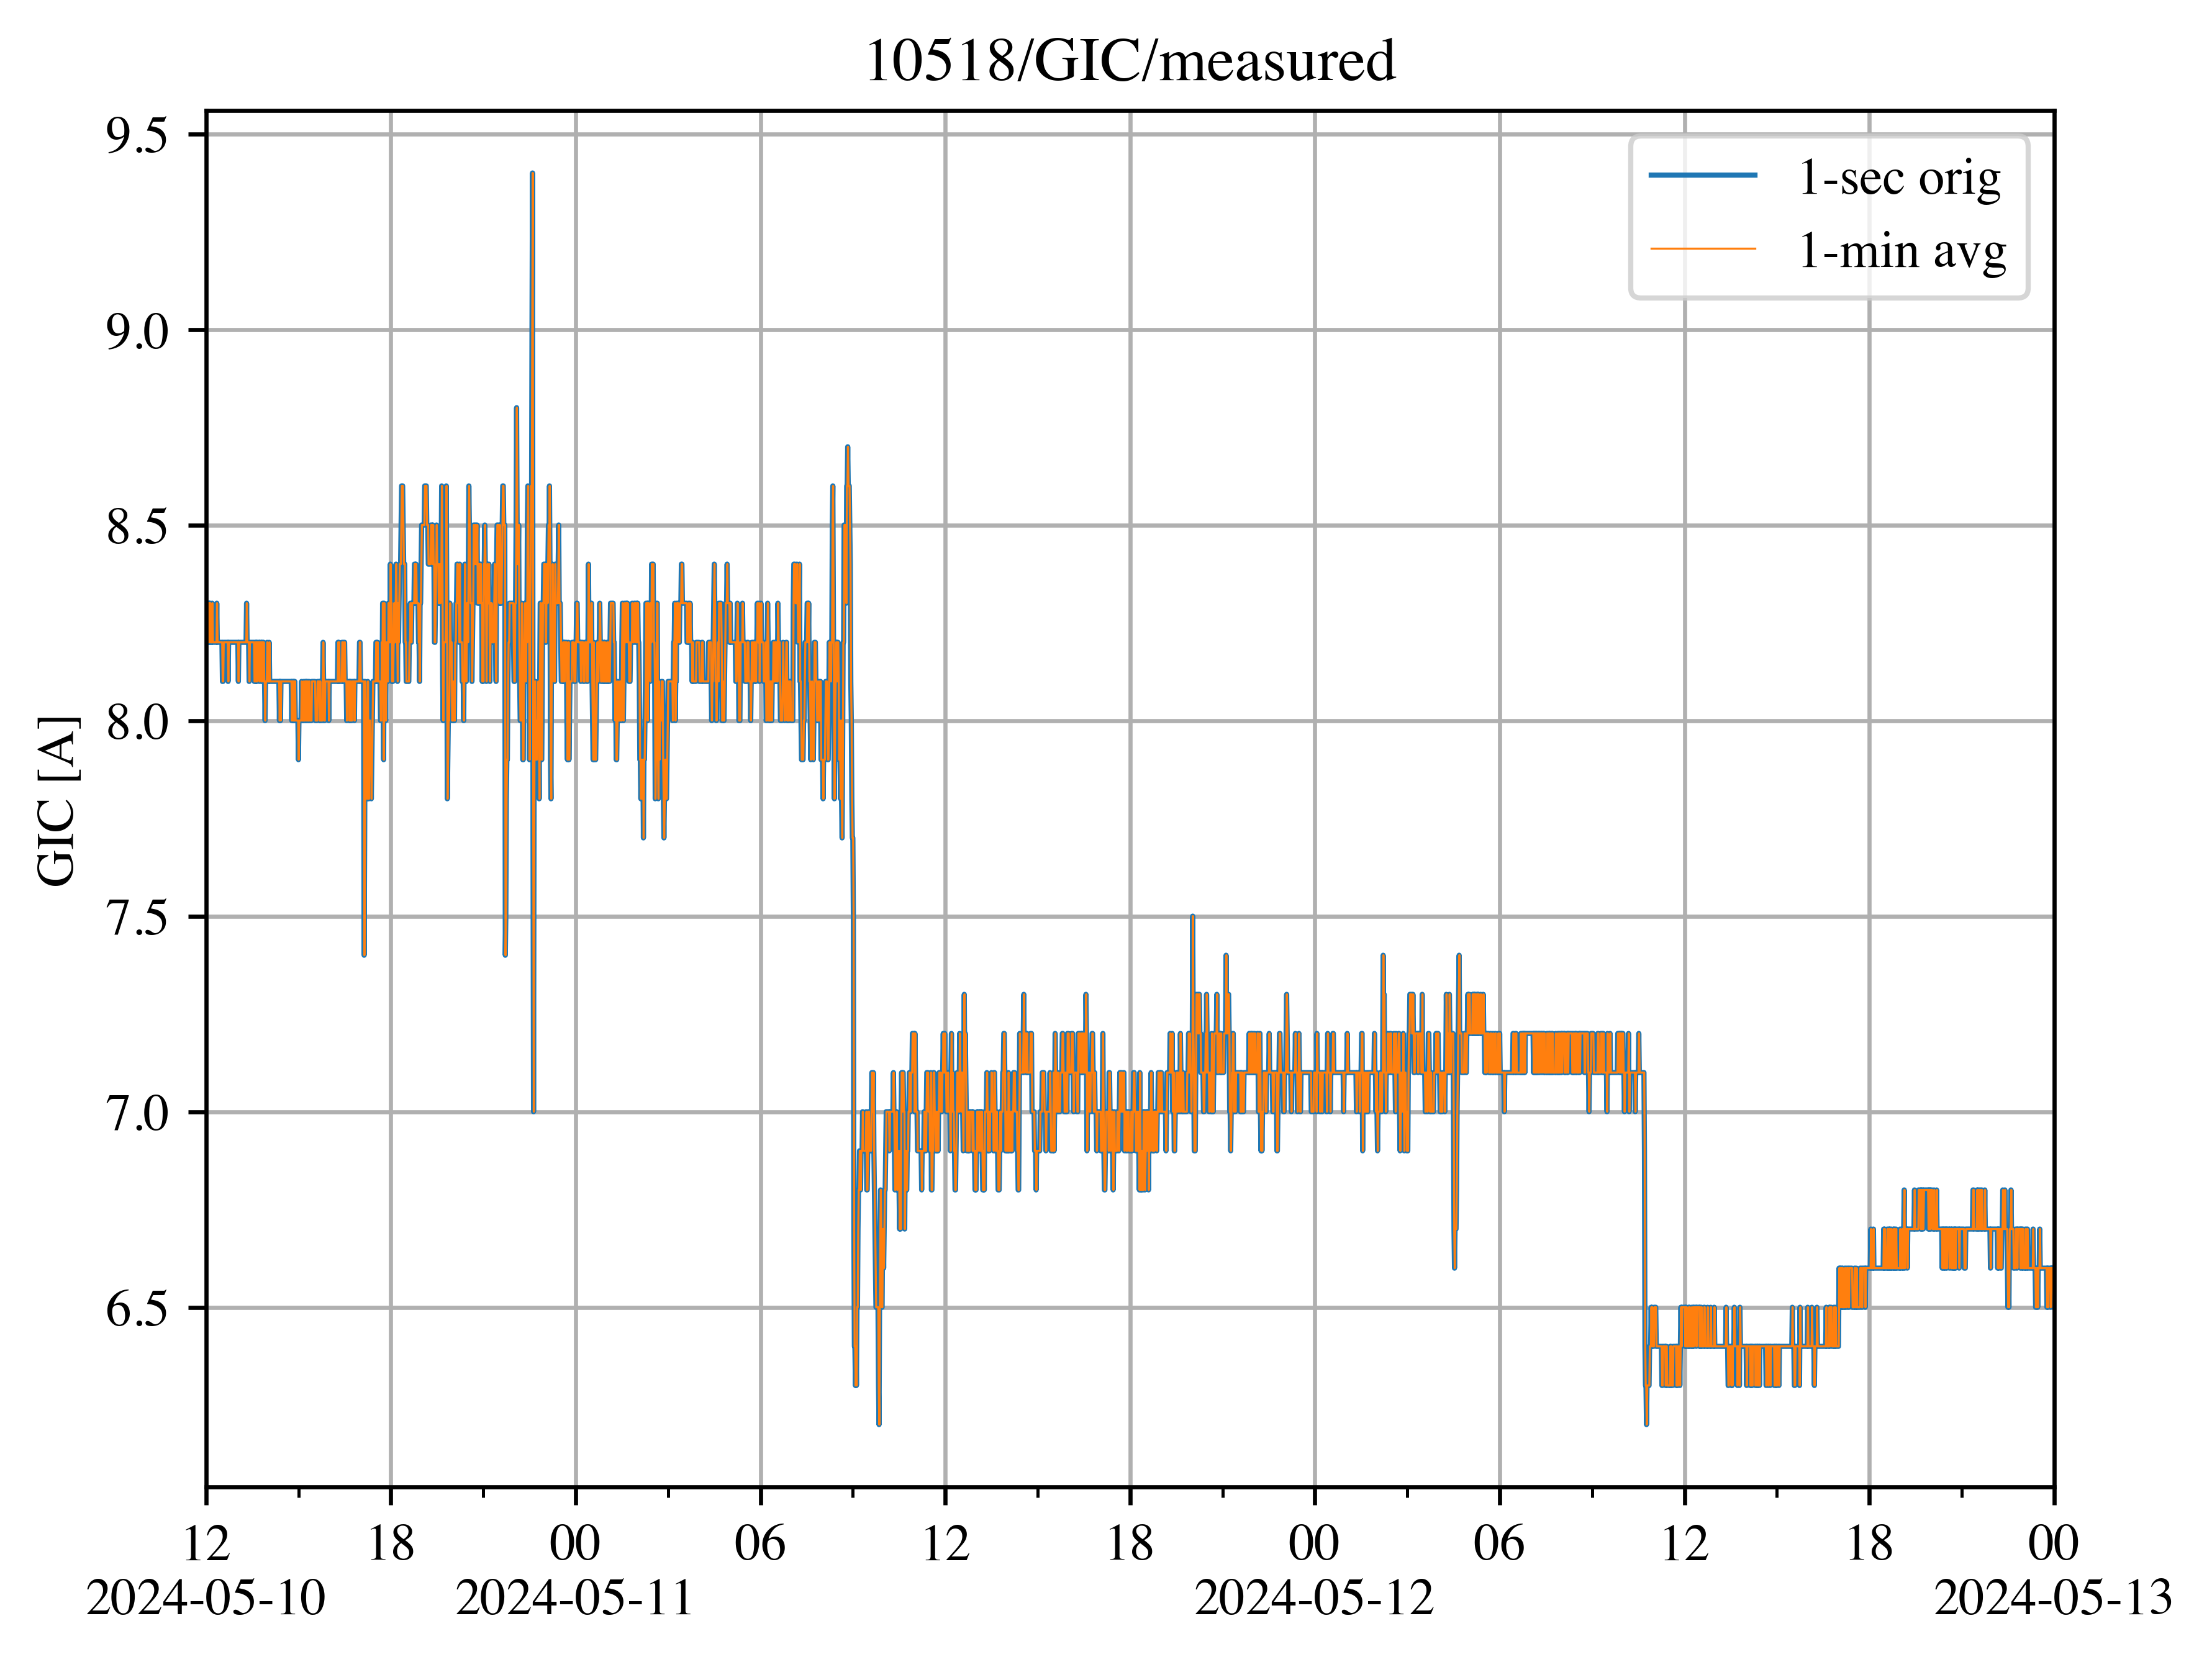 10518/GIC/measured
1-sec orig
1-min avg
GIC [A]
9.5
9.0
8.5
8.0
7.5
7.0
6.5
12 18 00 06 12 18 00 06 12 18 00
2024-05-10 2024-05-11 2024-05-12 2024-05-13